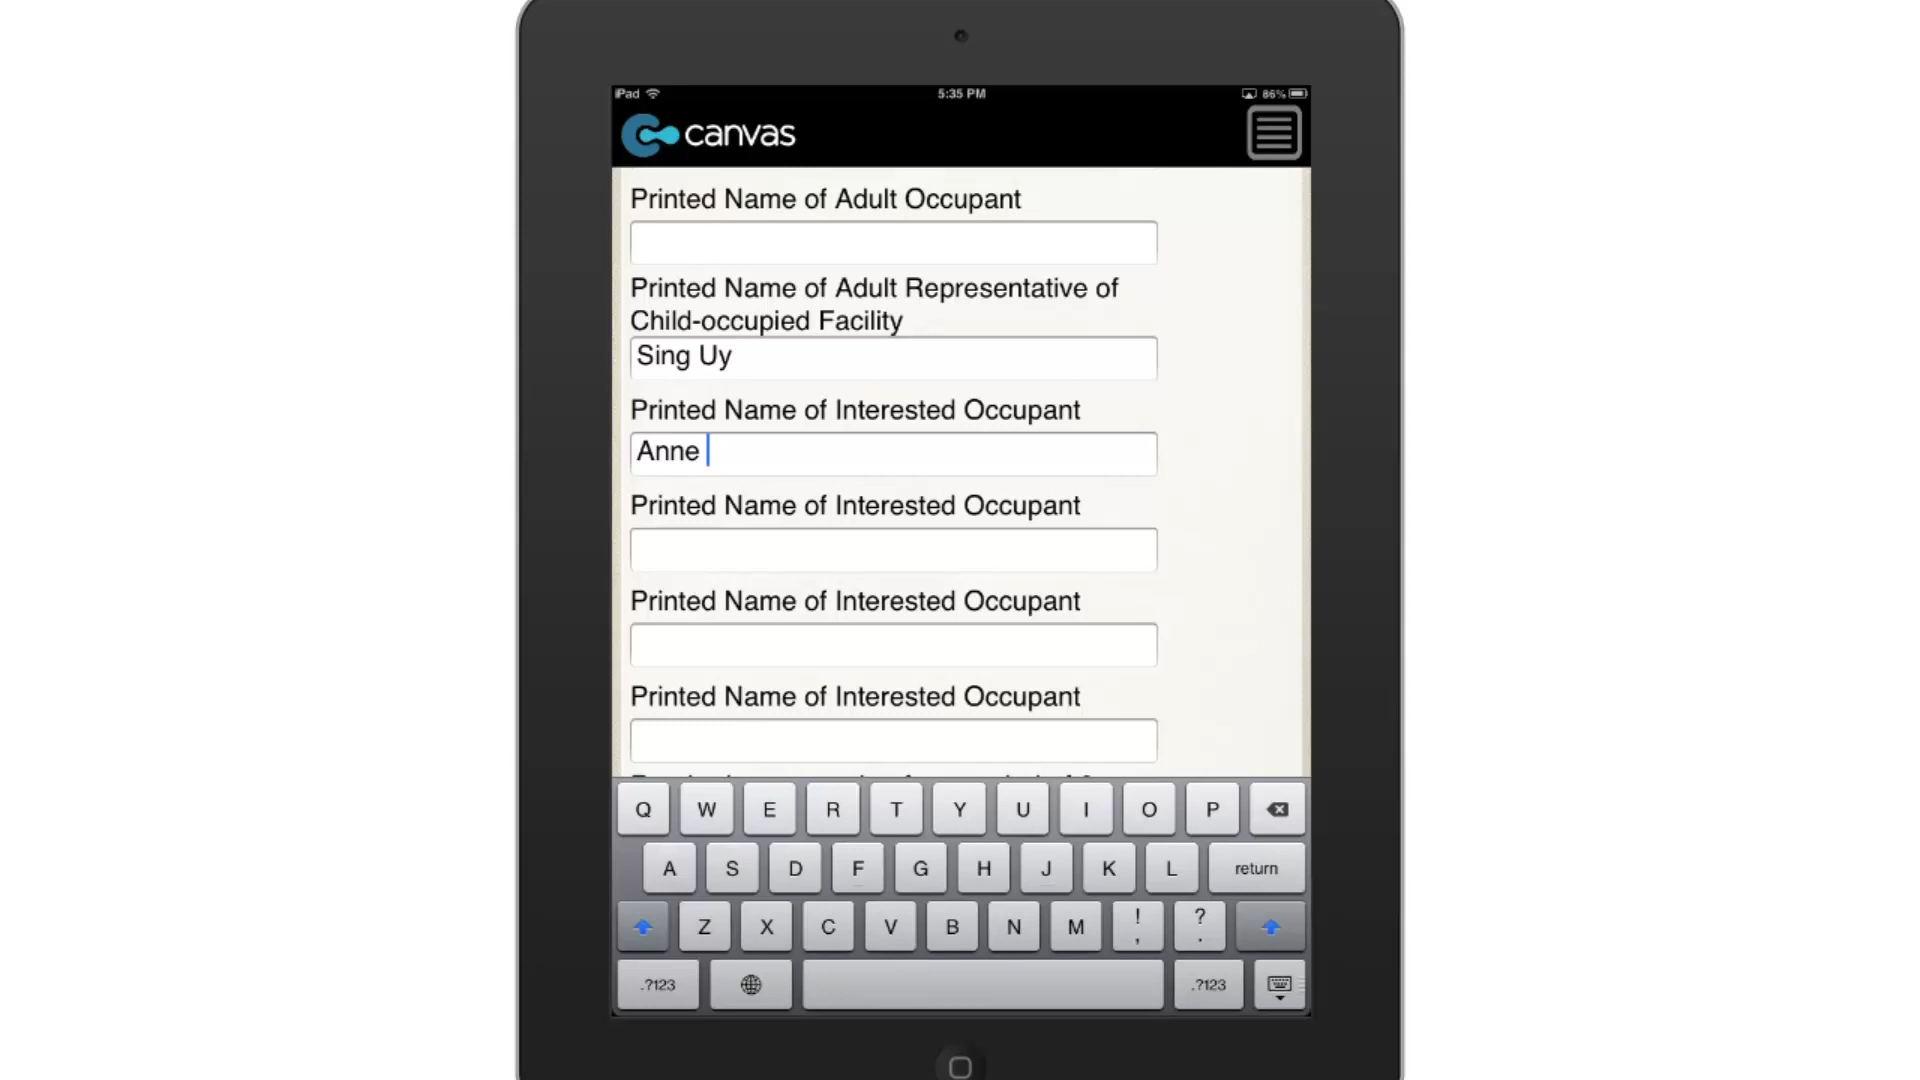 iPad 5:35 PM 86%
canvas
Printed Name of Adult Occupant
Printed Name of Adult Representative of
Child-occupied Facility
Sing Uy
Printed Name of Interested Occupant
Anne
Printed Name of Interested Occupant
Printed Name of Interested Occupant
Printed Name of Interested Occupant
Q W E R T Y U I O P
A S D F G H J K L return
Z X C V B N M ! , ? .
.?123 .?123